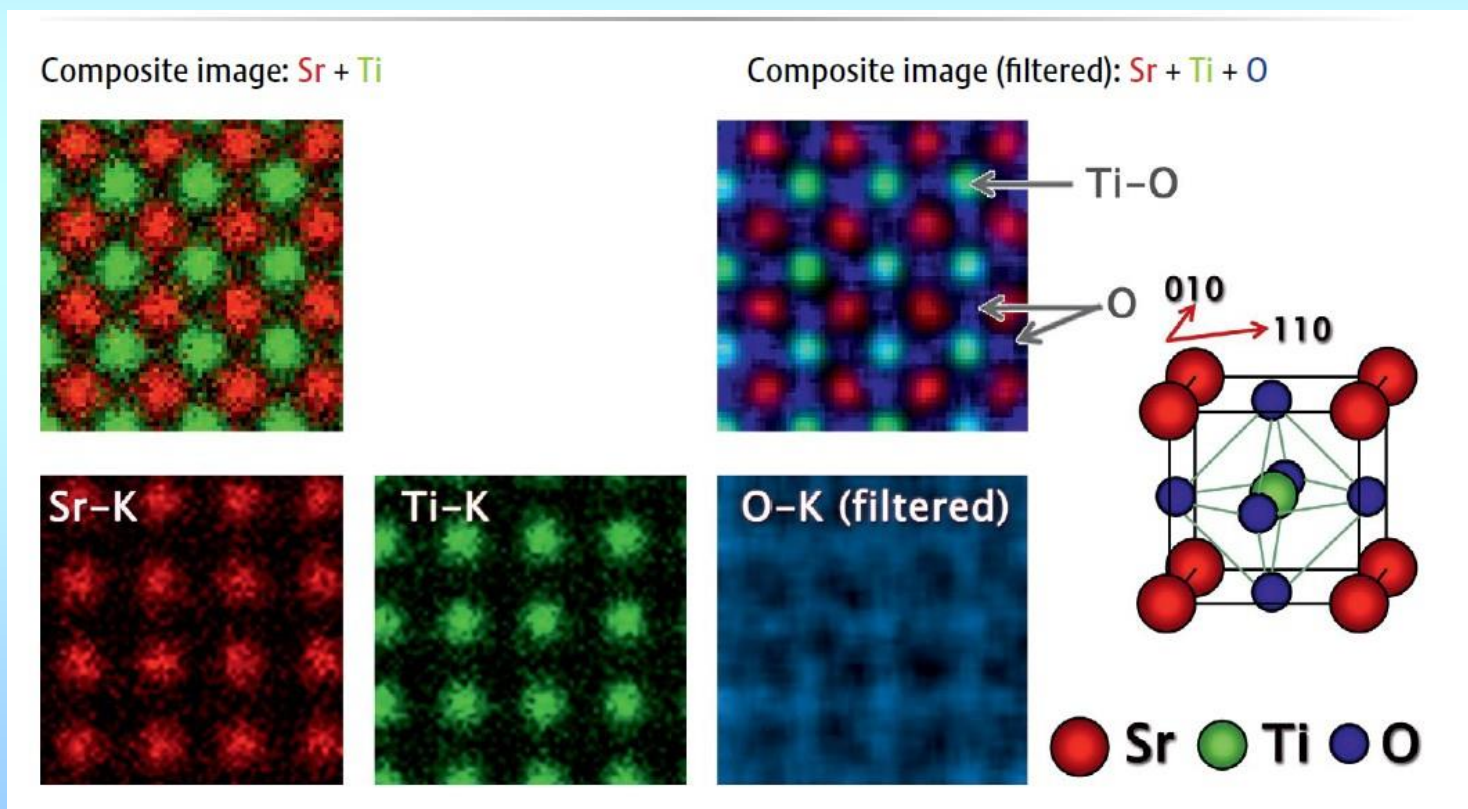 Composite image: Sr + Ti
Composite image (filtered): Sr + Ti + O
Ti-O
O
010
110
Sr-K
Ti-K
O-K (filtered)
Sr Ti O